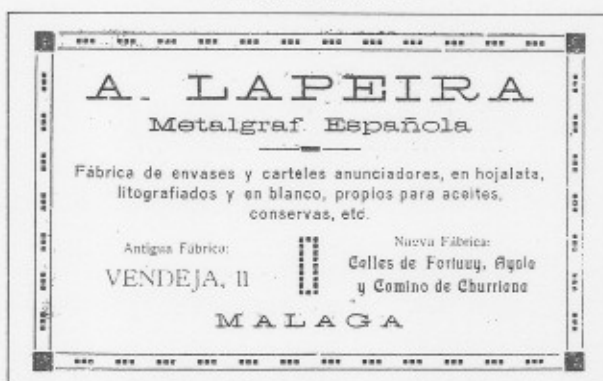 A. LAPEIRA
Metalgraf Española
Fábrica de envases y carteles anunciadores, en hojalata,
litografiados y en blanco, propios para aceites,
conservas, etc.
Antigua Fábrica:
VENDEJA, 11
Nueva Fábrica:
Calles de Fortuny, Ayala
y Camino de Churriana
MALAGA